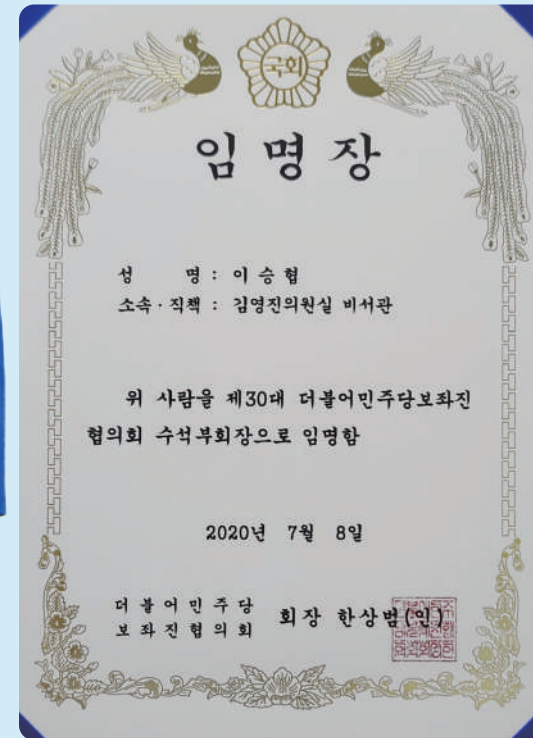 국회
임명장
성 명 : 이승협
소속·직책 : 김영진의원실 비서관
위 사람을 제30대 더불어민주당보좌진
협의회 수석부회장으로 임명함
2020년 7월 8일
더불어민주당
보좌진협의회 회장 한상범(인)